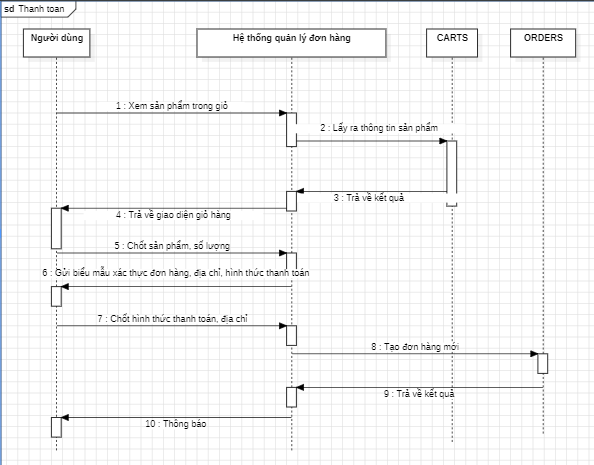 sd Thanh toan
Người dùng
Hệ thống quản lý đơn hàng
CARTS
ORDERS
1 : Xem sản phẩm trong giỏ
2 : Lấy ra thông tin sản phẩm
3 : Trả về kết quả
4 : Trả về giao diện giỏ hàng
5 : Chốt sản phẩm, số lượng
6 : Gửi biểu mẫu xác thực đơn hàng, địa chỉ, hình thức thanh toán
7 : Chốt hình thức thanh toán, địa chỉ
8 : Tạo đơn hàng mới
9 : Trả về kết quả
10 : Thông báo